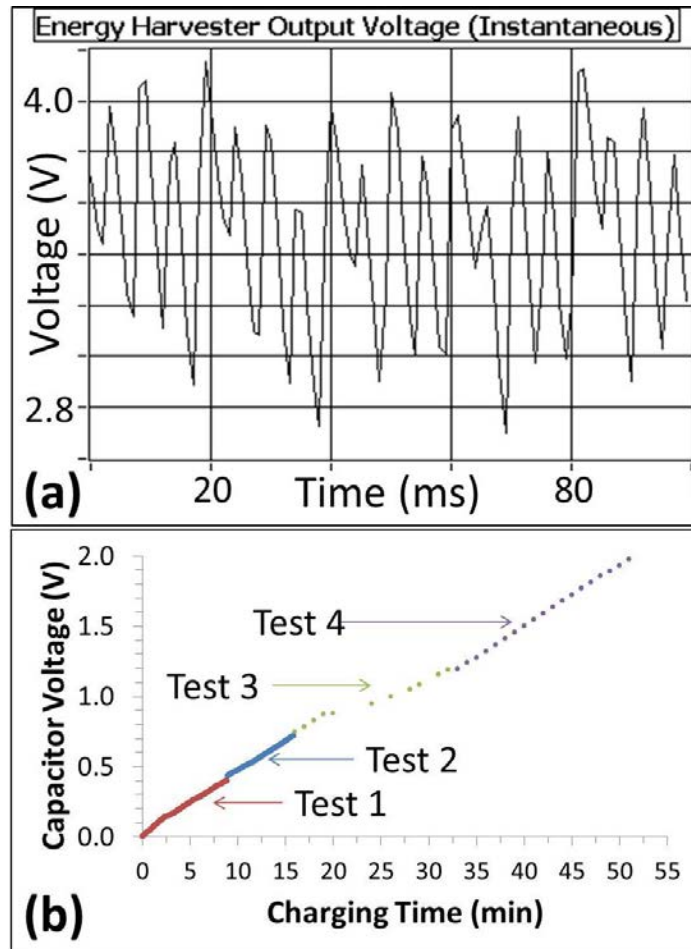 Energy Harvester Output Voltage (Instantaneous)
4.0
Voltage (V)
2.8
20
Time (ms)
80
(a)
2.0
1.5
1.0
0.5
0.0
Capacitor Voltage (V)
Test 4
Test 3
Test 2
Test 1
0 5 10 15 20 25 30 35 40 45 50 55
Charging Time (min)
(b)